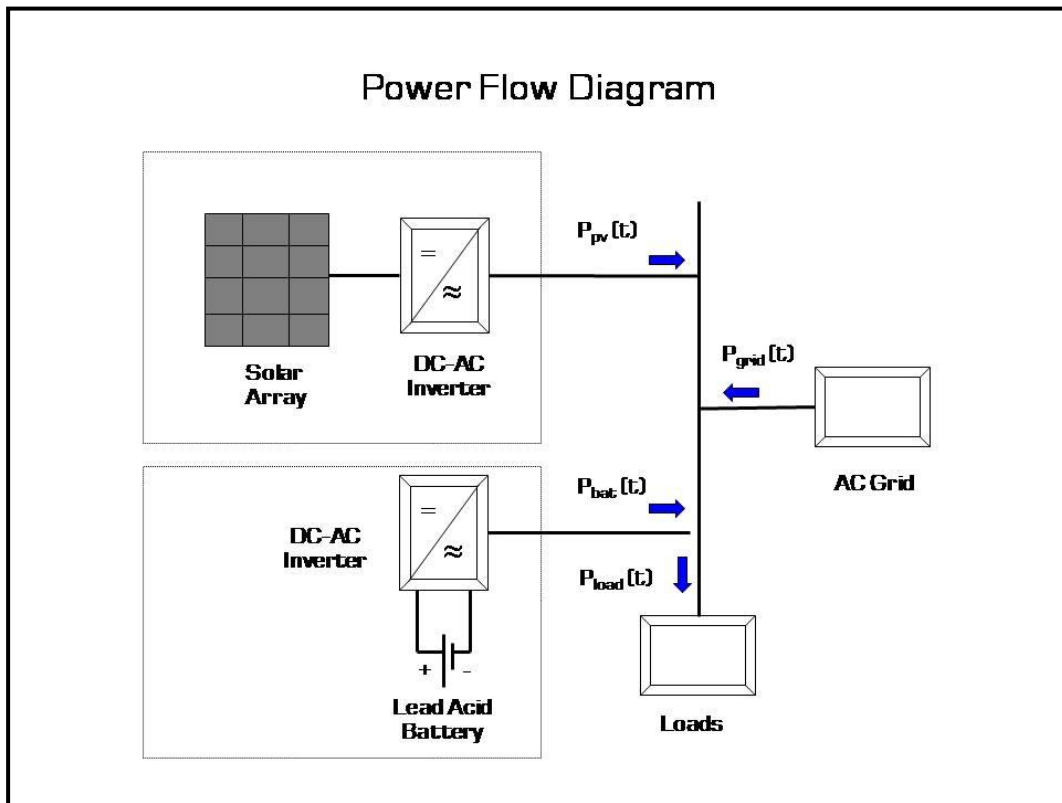 Power Flow Diagram
P_pv (t)
=
≈
Solar
Array
DC-AC
Inverter
P_grid (t)
AC Grid
P_bat (t)
=
≈
DC-AC
Inverter
P_load (t)
+ -
Lead Acid
Battery
Loads